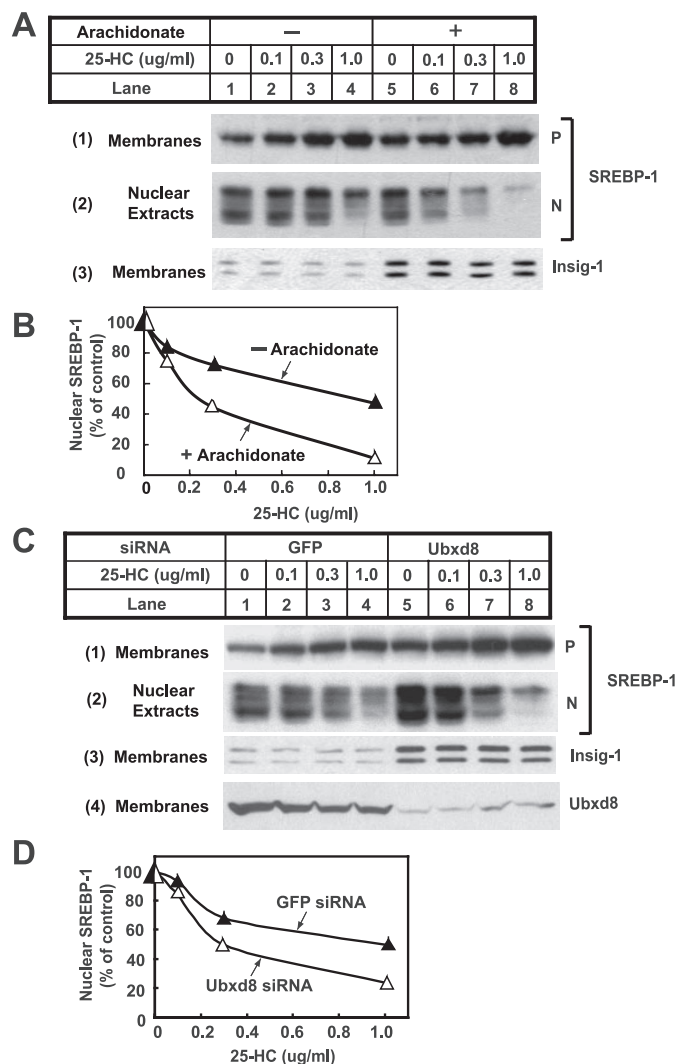 A
Arachidonate − +
25-HC (ug/ml) 0 0.1 0.3 1.0 0 0.1 0.3 1.0
Lane 1 2 3 4 5 6 7 8
(1) Membranes P
SREBP-1
(2) Nuclear Extracts N
(3) Membranes Insig-1
B
Nuclear SREBP-1
(% of control)
100
80
60
40
20
0
− Arachidonate
+ Arachidonate
0 0.2 0.4 0.6 0.8 1.0
25-HC (ug/ml)
C
siRNA GFP Ubxd8
25-HC (ug/ml) 0 0.1 0.3 1.0 0 0.1 0.3 1.0
Lane 1 2 3 4 5 6 7 8
(1) Membranes P
SREBP-1
(2) Nuclear Extracts N
(3) Membranes Insig-1
(4) Membranes Ubxd8
D
Nuclear SREBP-1
(% of control)
100
80
60
40
20
0
GFP siRNA
Ubxd8 siRNA
0 0.2 0.4 0.6 0.8 1.0
25-HC (ug/ml)